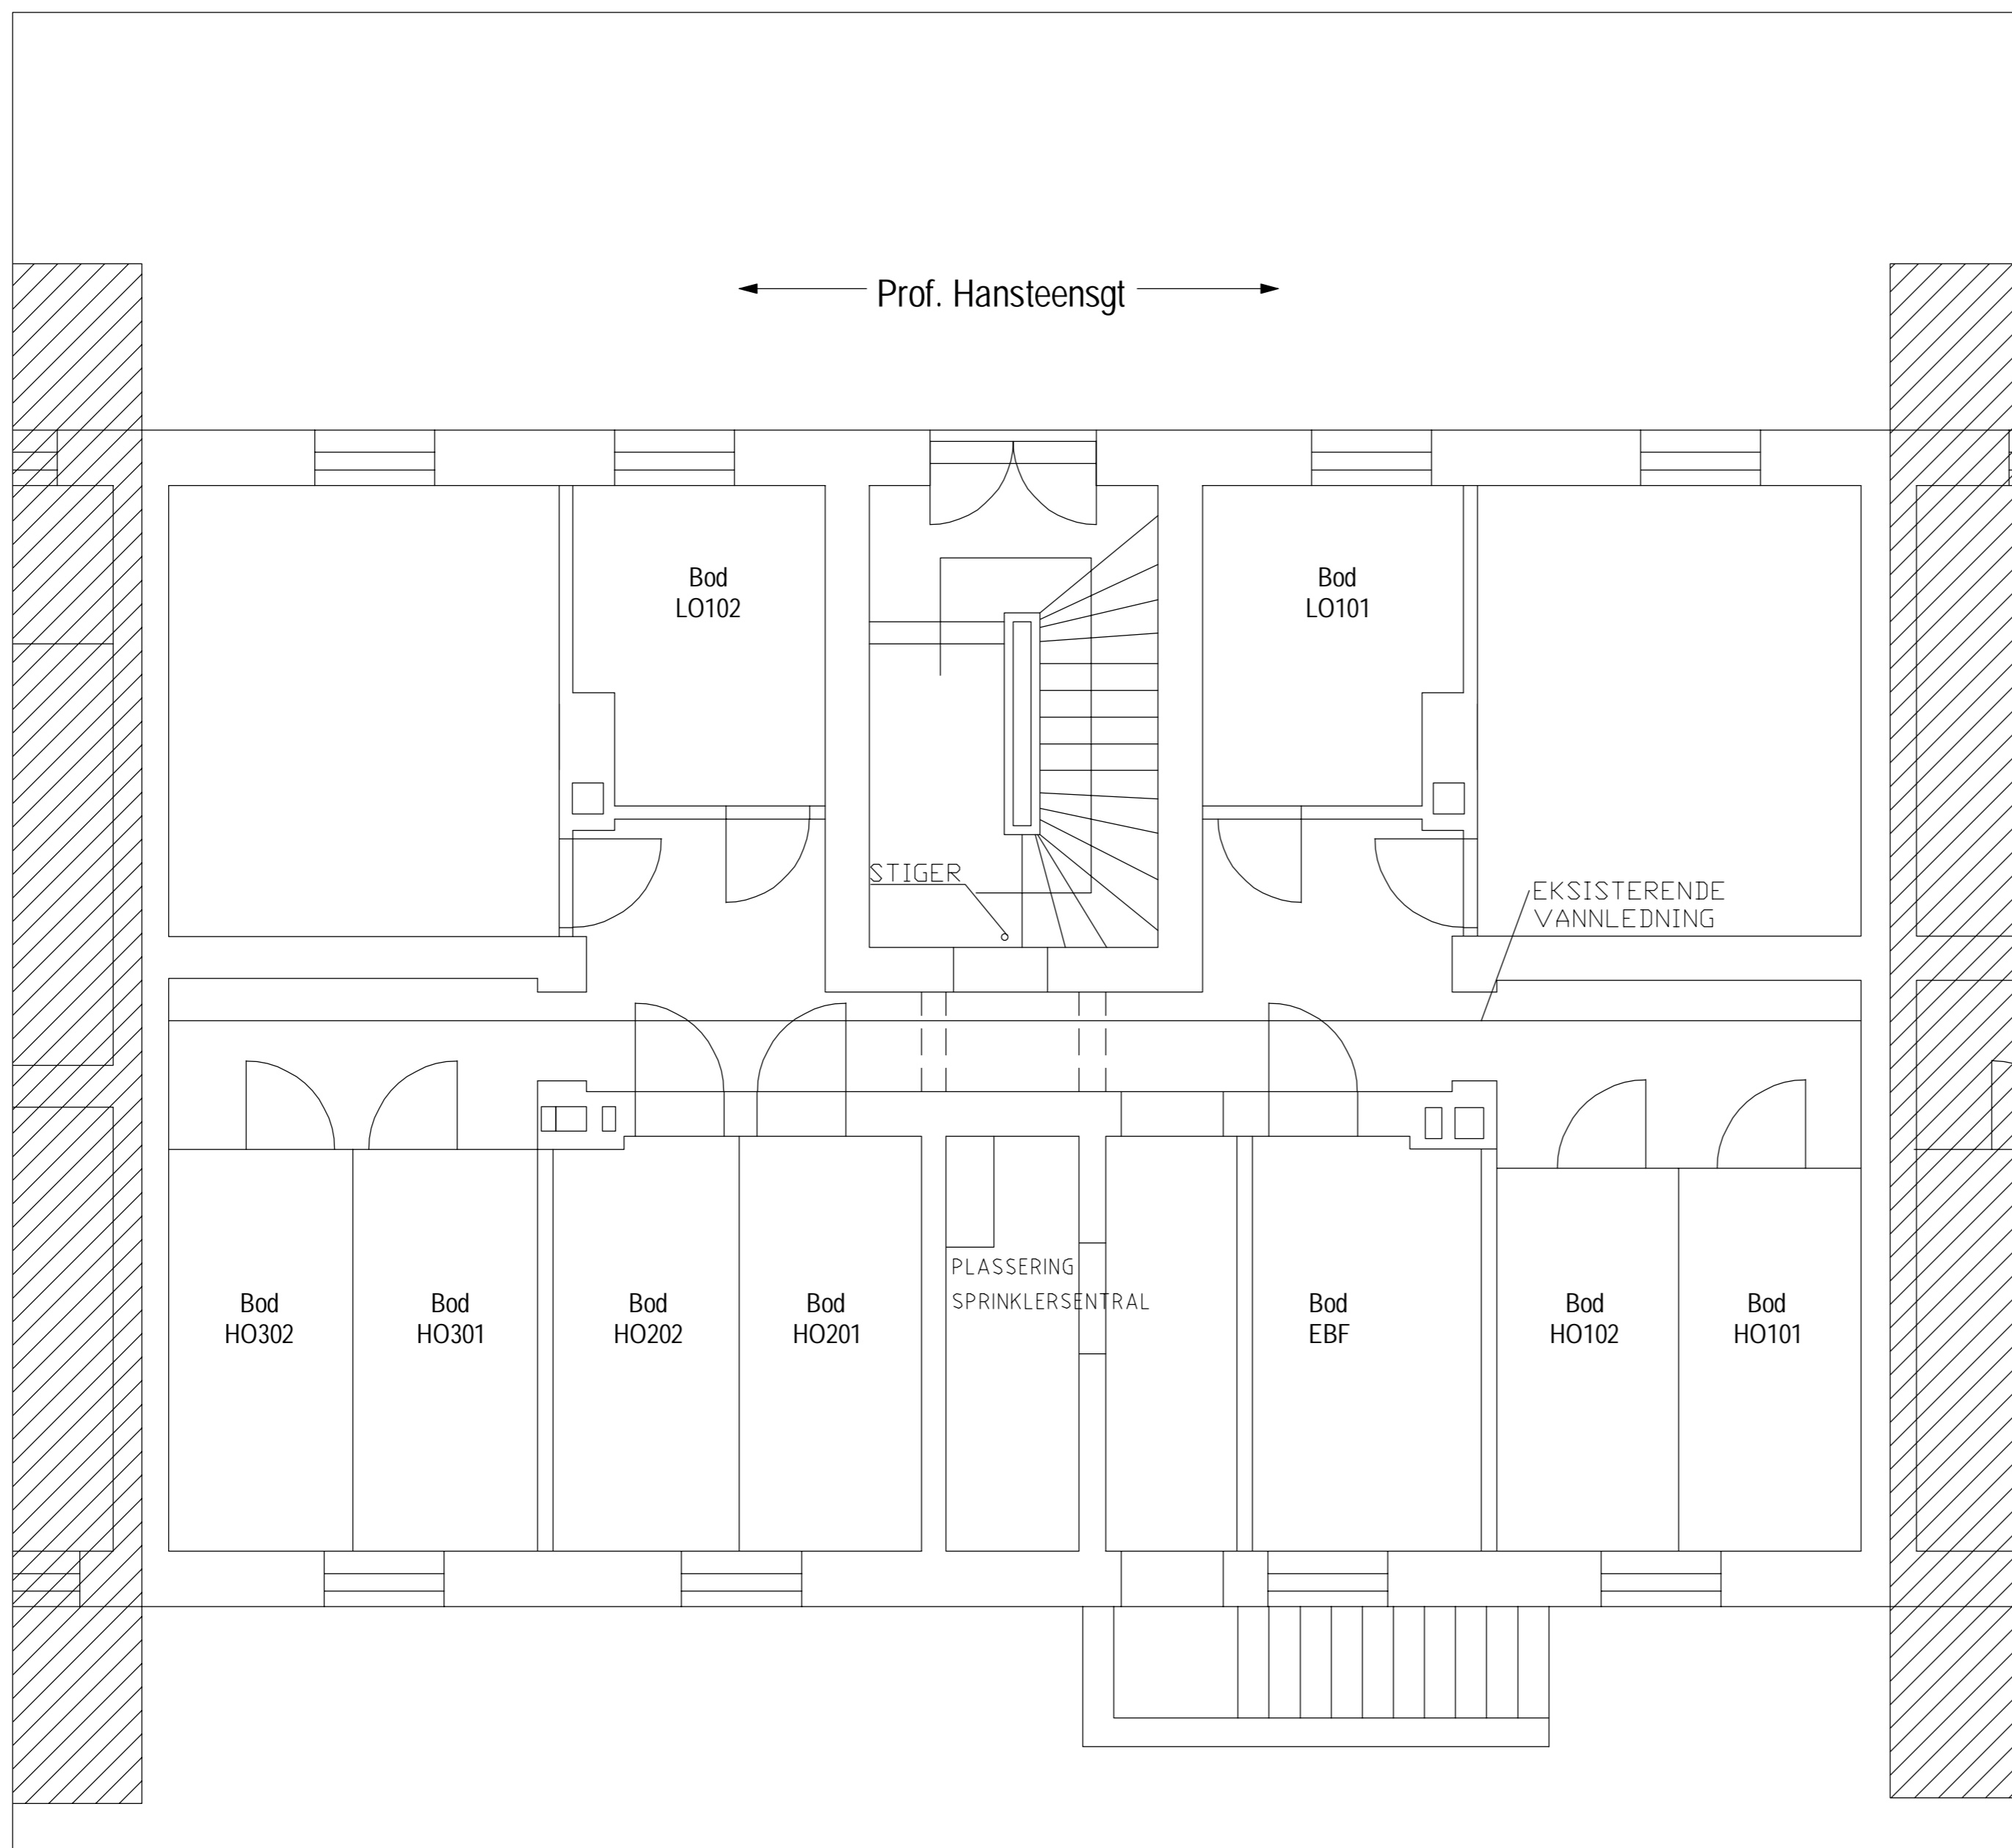 Prof. Hansteensgt
Bod
LO102
Bod
LO101
STIGER
EKSISTERENDE
VANNLEDNING
PLASSERING
SPRINKLERSENTRAL
Bod
HO302
Bod
HO301
Bod
HO202
Bod
HO201
Bod
EBF
Bod
HO102
Bod
HO101